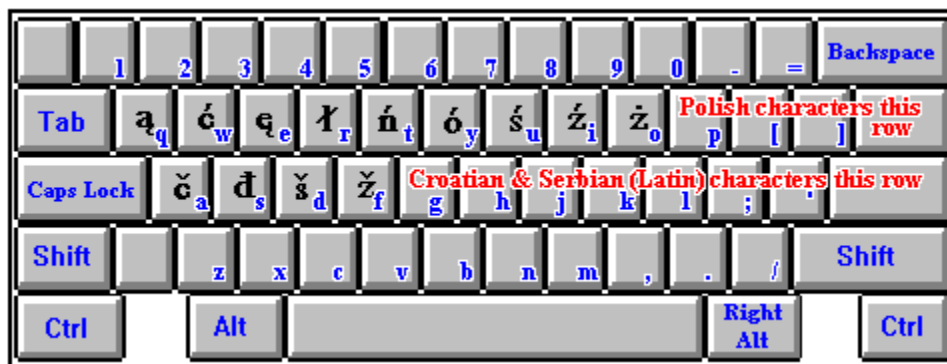 1 2 3 4 5 6 7 8 9 0 - = Backspace
Tab ą q ć w ę e ł r ń t ó y ś u ź i ż o p [ ] Polish characters this row
Caps Lock č a đ s š d ž f g h j k l ; ' Croatian & Serbian (Latin) characters this row
Shift z x c v b n m , . / Shift
Ctrl Alt Right Alt Ctrl